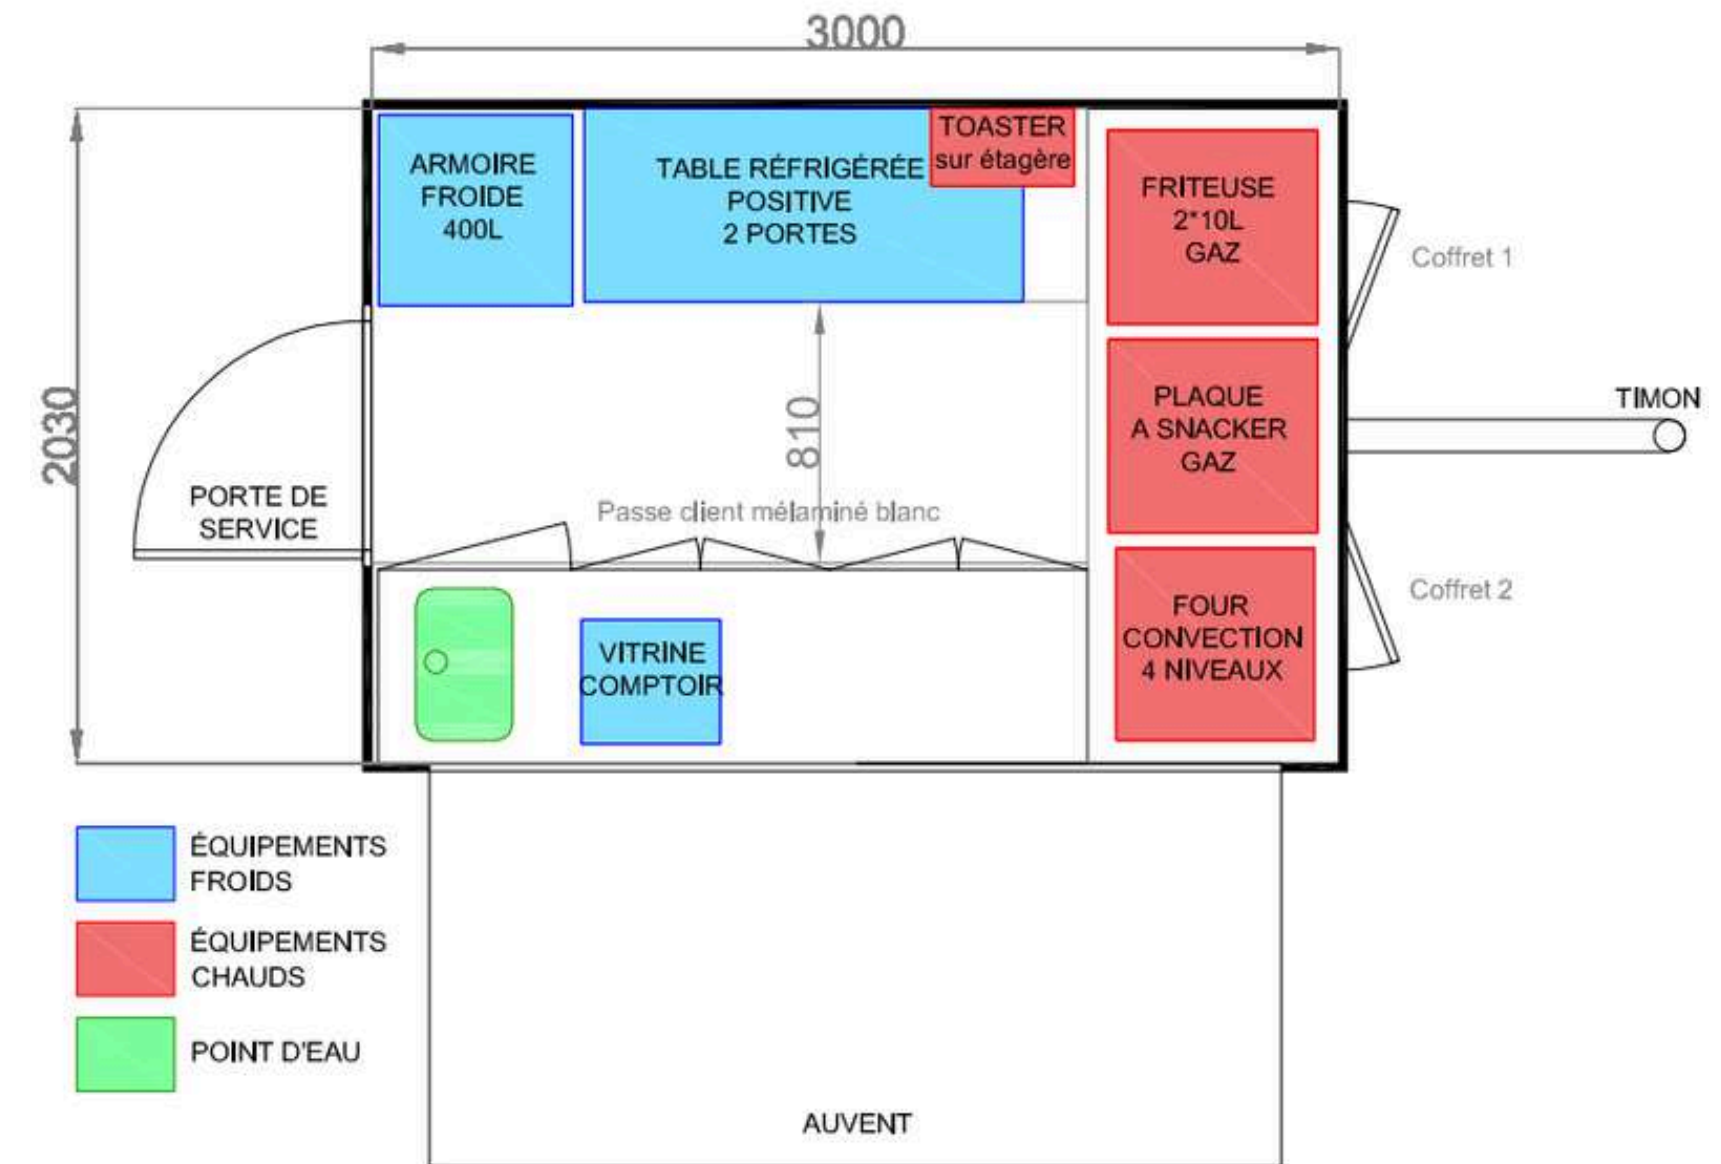 3000
ARMOIRE
FROIDE
400L
TABLE RÉFRIGÉRÉE
POSITIVE
2 PORTES
TOASTER
sur étagère
FRITEUSE
2*10L
GAZ
Coffret 1
2030
810
PLAQUE
A SNACKER
GAZ
TIMON
PORTE DE
SERVICE
Passe client mélaminé blanc
Coffret 2
VITRINE
COMPTOIR
FOUR
CONVECTION
4 NIVEAUX
ÉQUIPEMENTS
FROIDS
ÉQUIPEMENTS
CHAUDS
POINT D'EAU
AUVENT